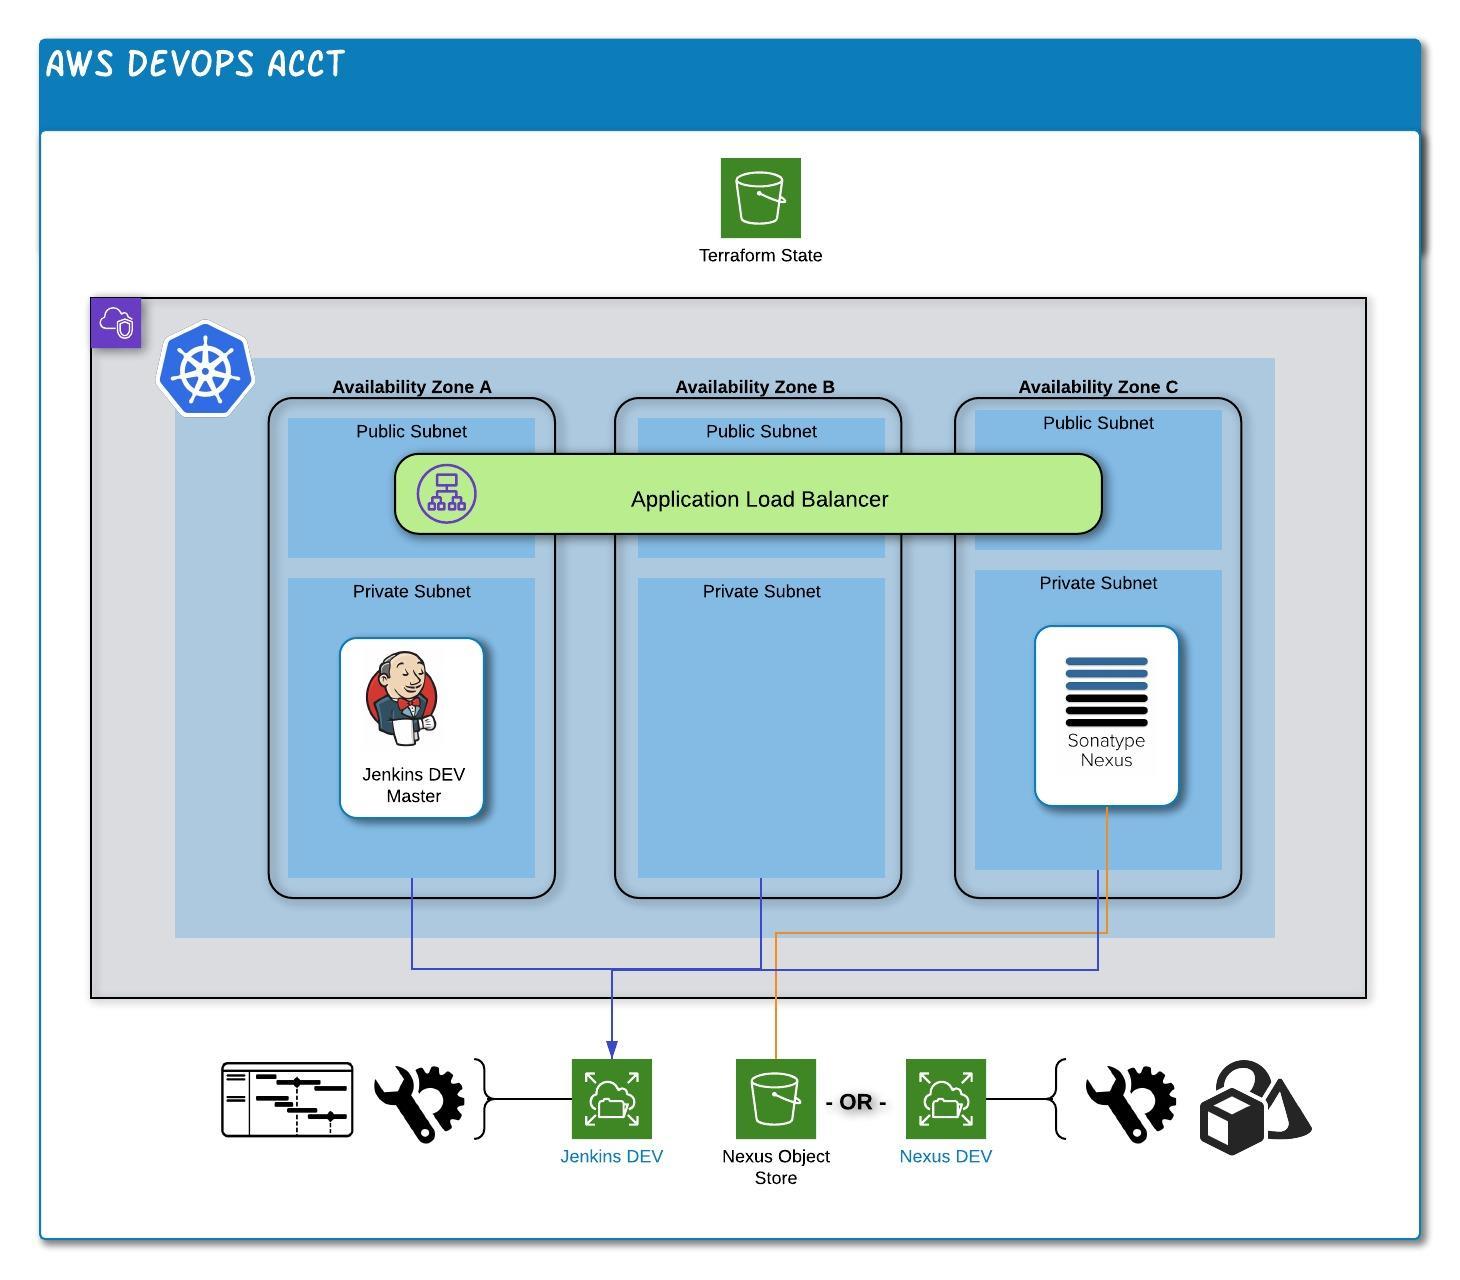 AWS DEVOPS ACCT
Terraform State
Availability Zone A
Availability Zone B
Availability Zone C
Public Subnet
Public Subnet
Public Subnet
Application Load Balancer
Private Subnet
Private Subnet
Private Subnet
Jenkins DEV
Master
Sonatype
Nexus
- OR -
Jenkins DEV
Nexus Object
Store
Nexus DEV